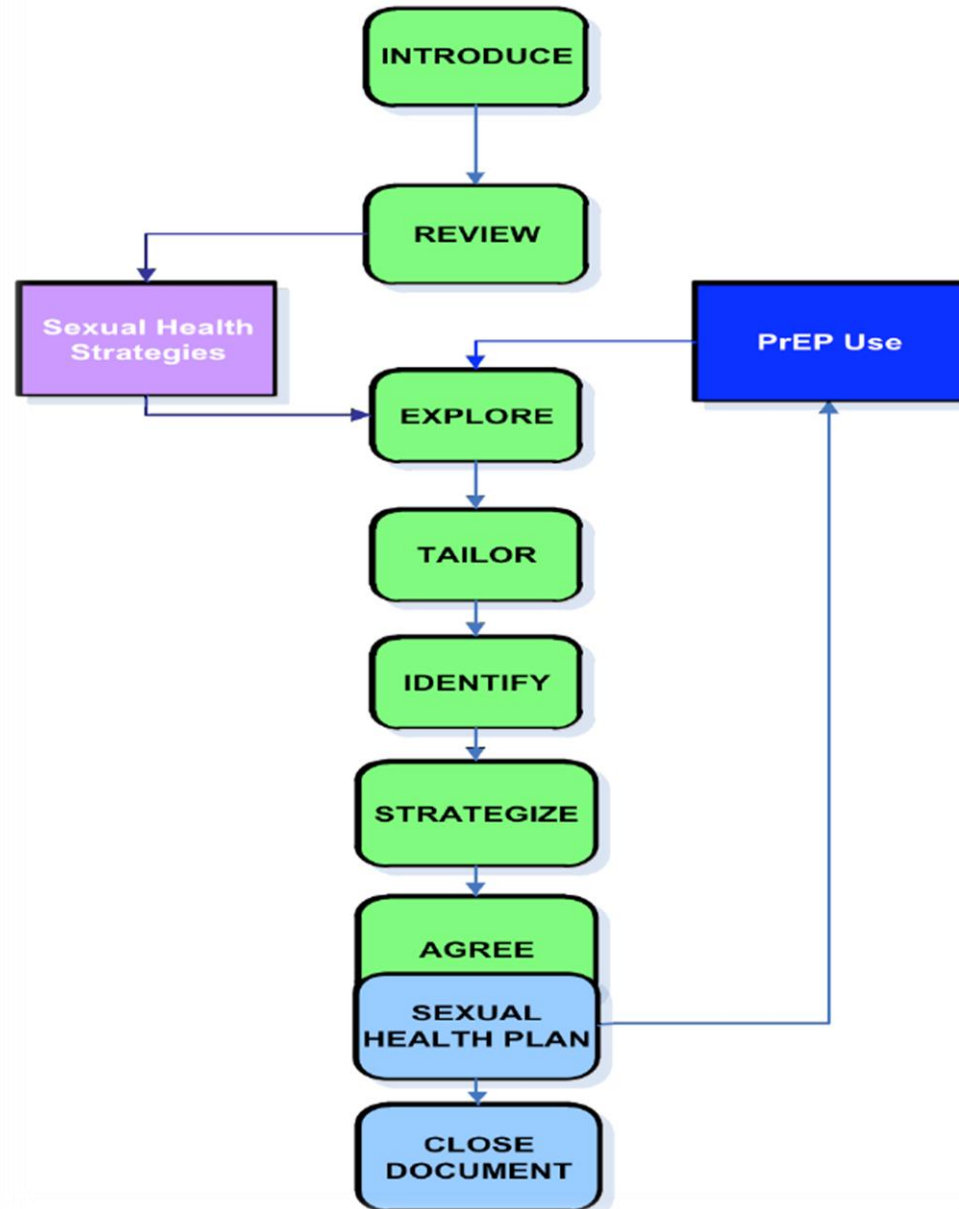 INTRODUCE
REVIEW
Sexual Health
Strategies
PrEP Use
EXPLORE
TAILOR
IDENTIFY
STRATEGIZE
AGREE
SEXUAL
HEALTH PLAN
CLOSE
DOCUMENT